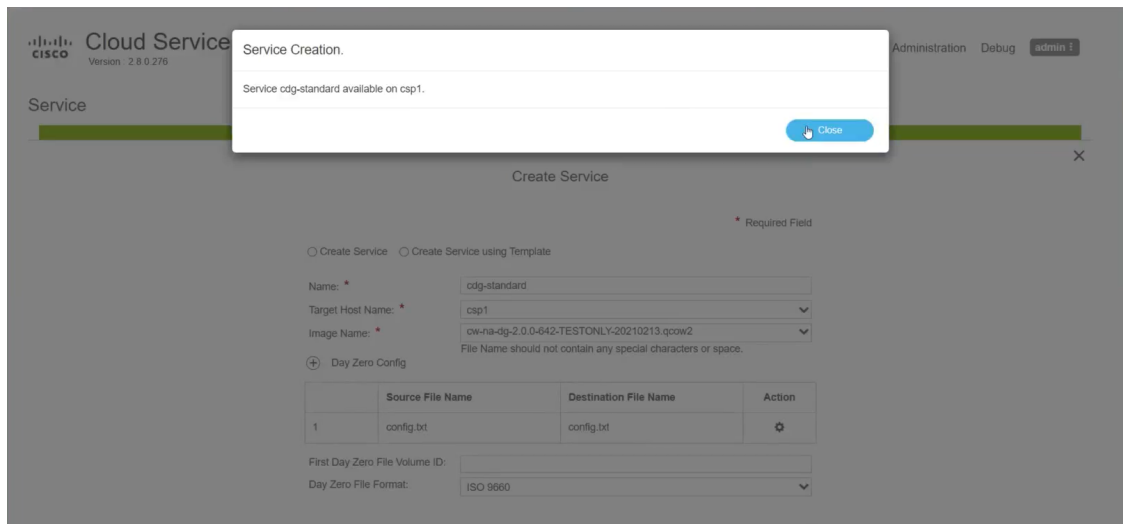 cisco
Cloud Service
Version 2.8.0.276
Administration Debug admin
Service
Service Creation.
Service cdg-standard available on csp1.
Close
Create Service
* Required Field
Create Service Create Service using Template
Name: * cdg-standard
Target Host Name: * csp1
Image Name: * cw-na-dg-2.0.0-642-TESTONLY-20210213.qcow2
File Name should not contain any special characters or space.
Day Zero Config
Source File Name Destination File Name Action
1 config.txt config.txt
First Day Zero File Volume ID:
Day Zero File Format: ISO 9660